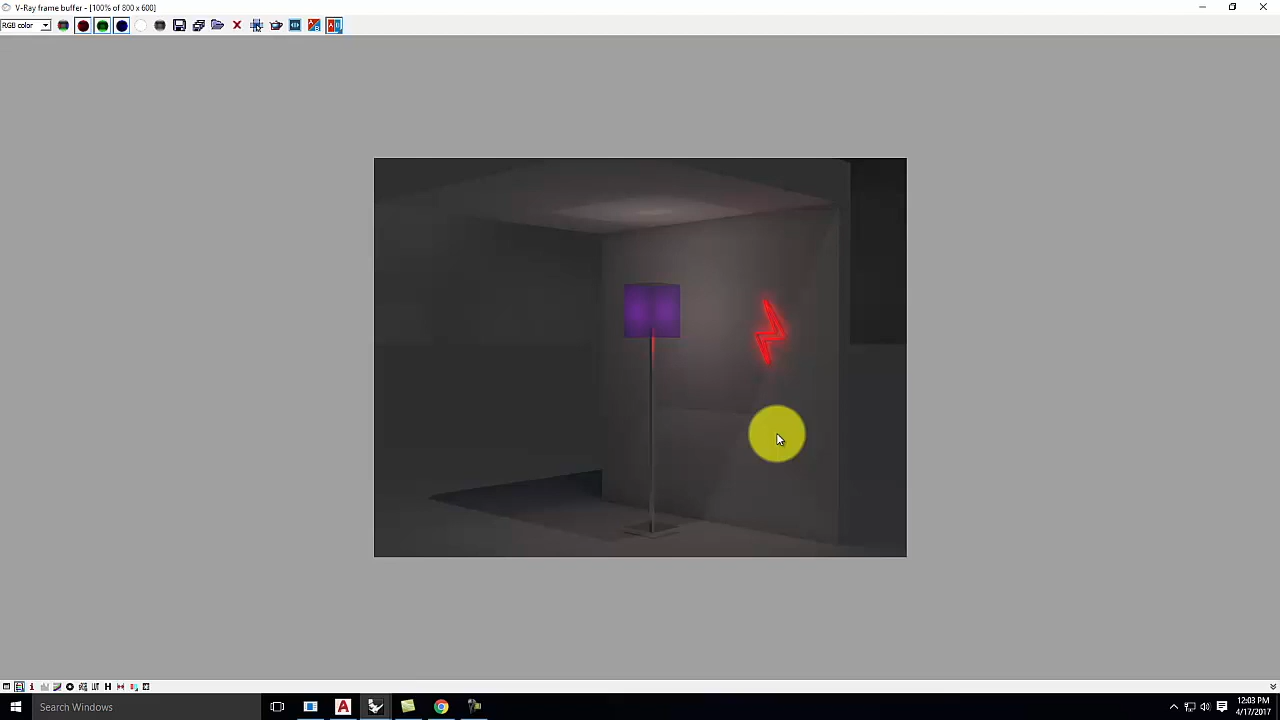 V-Ray frame buffer - [100% of 800 x 600]
RGB color
Search Windows
12:03 PM
4/17/2017